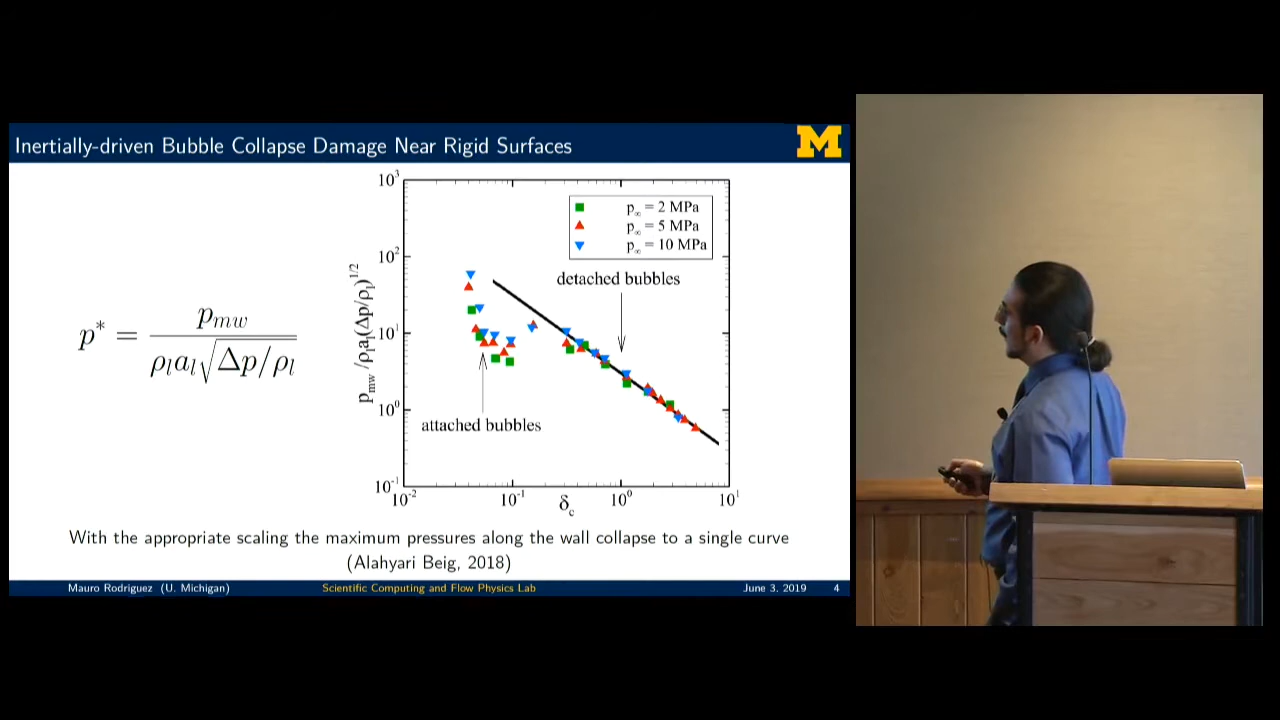 Inertially-driven Bubble Collapse Damage Near Rigid Surfaces
M
p* = p_{mw} / ρ_l a_l √(Δp/ρ_l)
p_{mw}/ρ_l a_l(Δp/ρ_l)^{1/2}
10^3
10^2
10^1
10^0
10^{-1}
p_∞ = 2 MPa
p_∞ = 5 MPa
p_∞ = 10 MPa
detached bubbles
attached bubbles
10^{-2}
10^{-1}
10^0
10^1
δ_c
With the appropriate scaling the maximum pressures along the wall collapse to a single curve
(Alahyari Beig, 2018)
Mauro Rodriguez (U. Michigan)
Scientific Computing and Flow Physics Lab
June 3. 2019
4